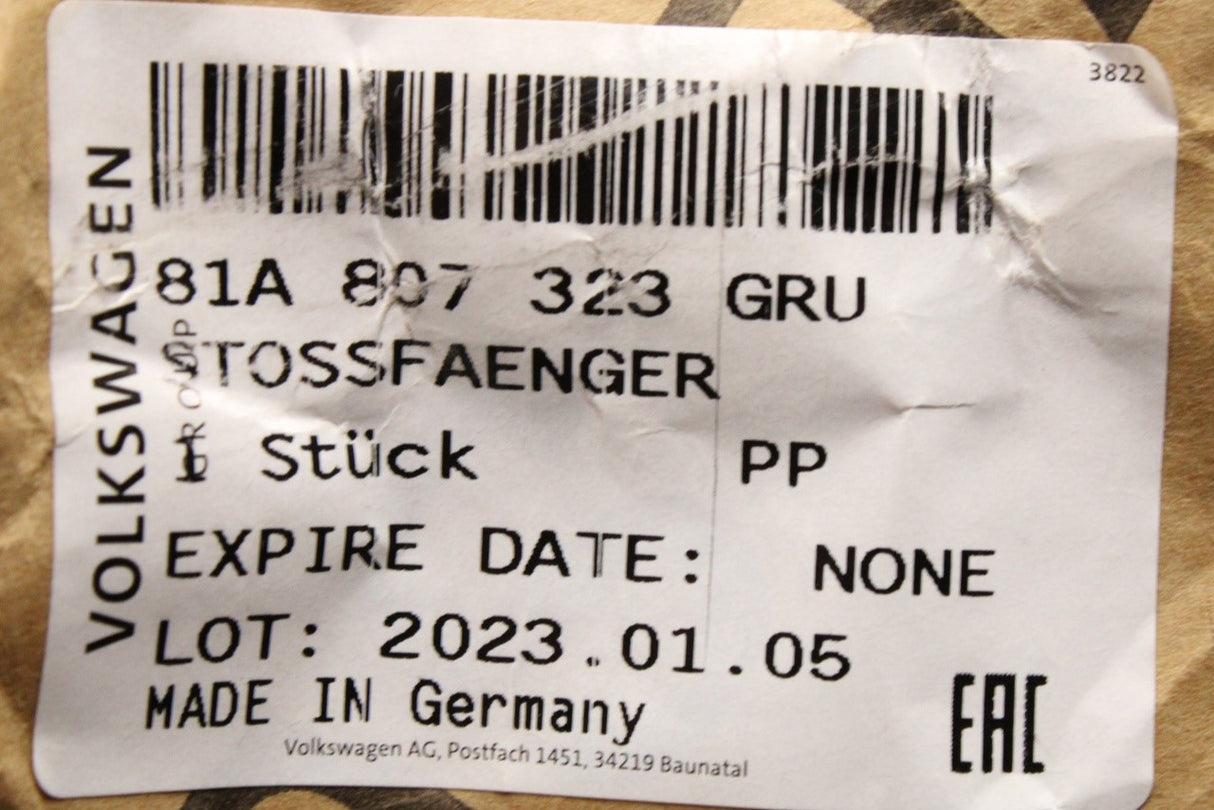 3822
VOLKSWAGEN
GROUP
81A 807 323 GRU
STOSSFAENGER
1 Stück PP
EXPIRE DATE: NONE
LOT: 2023.01.05
MADE IN Germany
EAC
Volkswagen AG, Postfach 1451, 34219 Baunatal